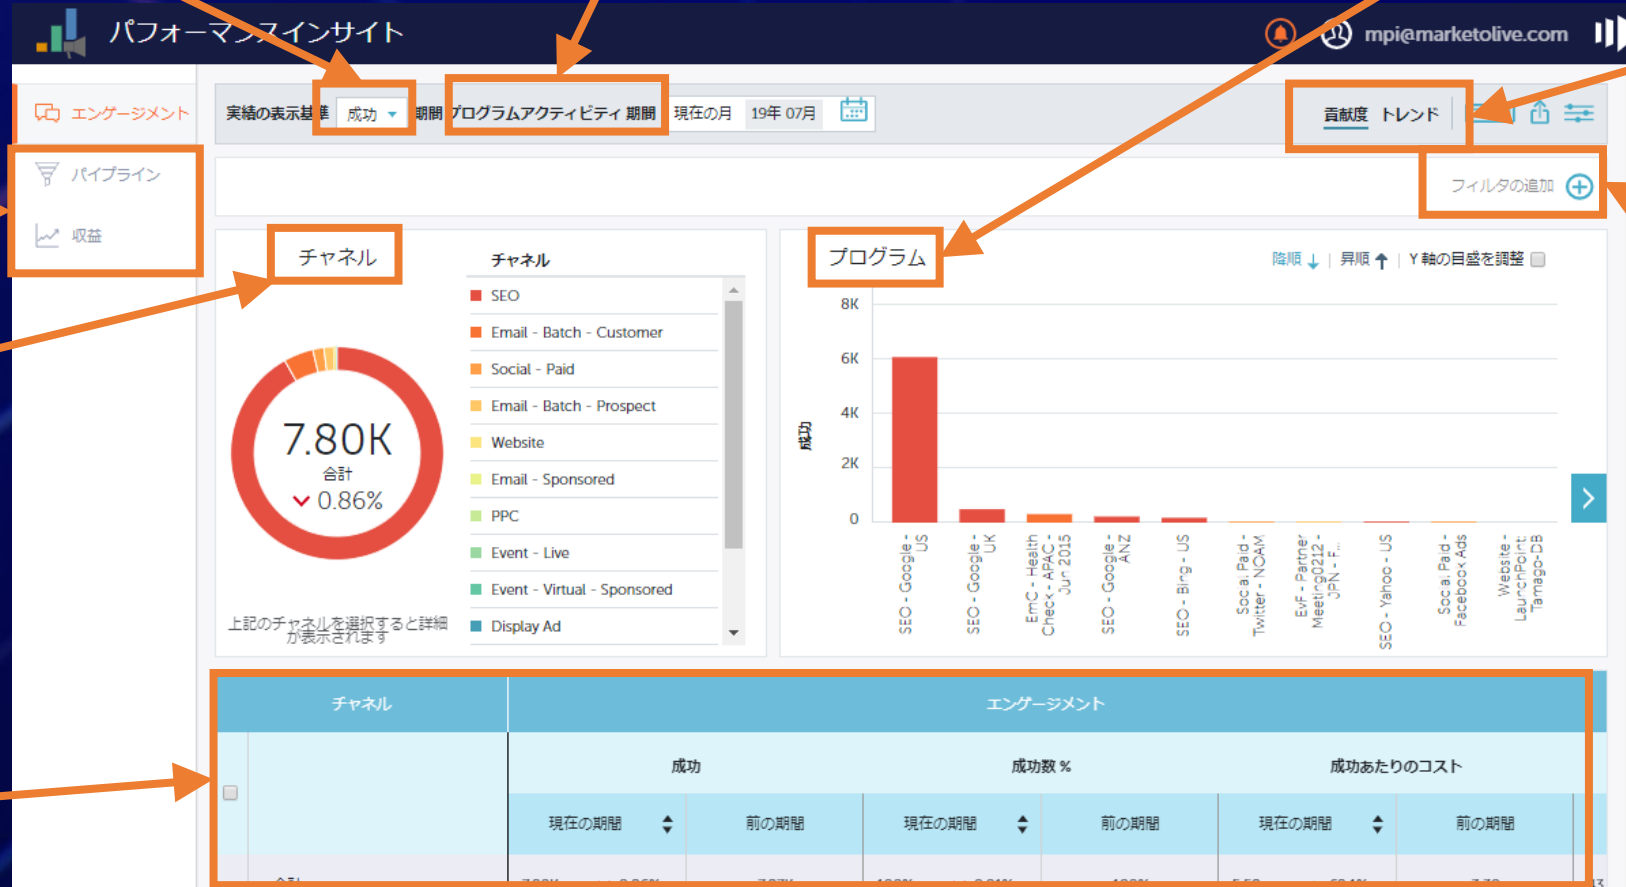 パフォーマンスインサイト
mpi@marketolive.com
エンゲージメント
パイプライン
収益
実績の表示基準 成功 期間 プログラムアクティビティ 期間 現在の月 19年 07月
貢献度 トレンド
フィルタの追加
チャネル
7.80K
合計
0.86%
上記のチャネルを選択すると詳細
が表示されます
チャネル
SEO
Email - Batch - Customer
Social - Paid
Email - Batch - Prospect
Website
Email - Sponsored
PPC
Event - Live
Event - Virtual - Sponsored
Display Ad
プログラム
降順 | 昇順 | Y 軸の目盛を調整
成功
8K
6K
4K
2K
0
SEO - Google -
US
SEO - Google -
UK
EmC - Health
Check - APAC -
Jun 2015
SEO - Google -
ANZ
SEO - Bing - US
Social Paid -
Twitter - NOAM
EvF - Partner
Meeting0212 -
JPN - F...
SEO - Yahoo - US
Social Paid -
Facebook Ads
Website -
LaunchPoint:
Tamago-DB
チャネル エンゲージメント
成功 成功数 % 成功あたりのコスト
現在の期間 前の期間 現在の期間 前の期間 現在の期間 前の期間